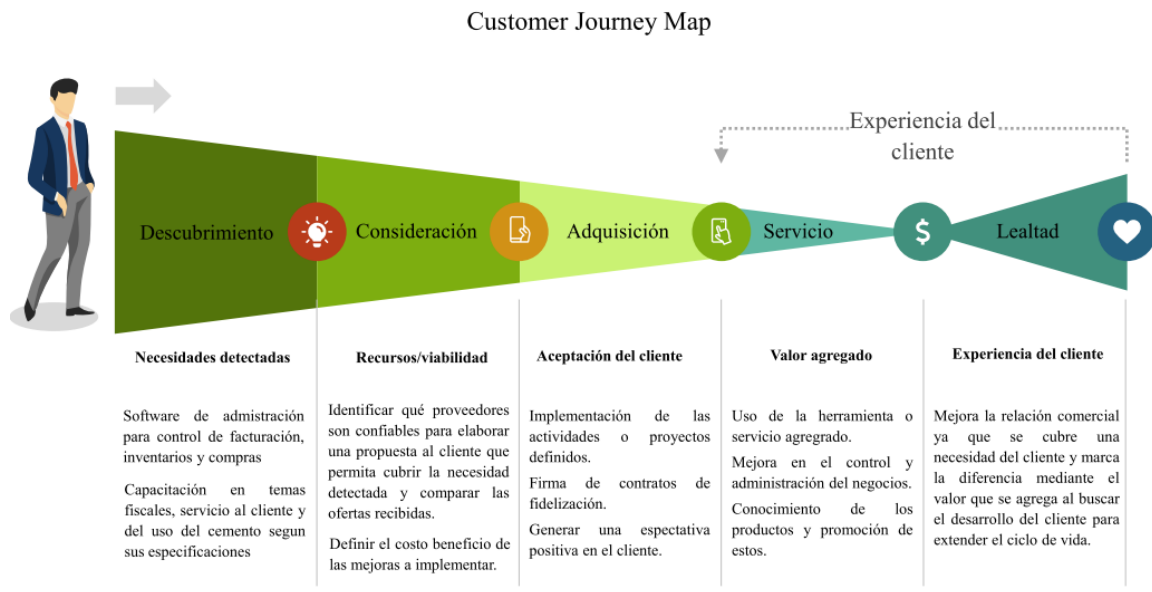 Customer Journey Map
Experiencia del
cliente
Descubrimiento
Consideración
Adquisición
Servicio
$
Lealtad
Necesidades detectadas
Software de admistración
para control de facturación,
inventarios y compras
Capacitación en temas
fiscales, servicio al cliente y
del uso del cemento segun
sus especificaciones
Recursos/viabilidad
Identificar qué proveedores
son confiables para elaborar
una propuesta al cliente que
permita cubrir la necesidad
detectada y comparar las
ofertas recibidas.
Definir el costo beneficio de
las mejoras a implementar.
Aceptación del cliente
Implementación de las
actividades o proyectos
definidos.
Firma de contratos de
fidelización.
Generar una espectativa
positiva en el cliente.
Valor agregado
Uso de la herramienta o
servicio agregrado.
Mejora en el control y
administración del negocios.
Conocimiento de los
productos y promoción de
estos.
Experiencia del cliente
Mejora la relación comercial
ya que se cubre una
necesidad del cliente y marca
la diferencia mediante el
valor que se agrega al buscar
el desarrollo del cliente para
extender el ciclo de vida.